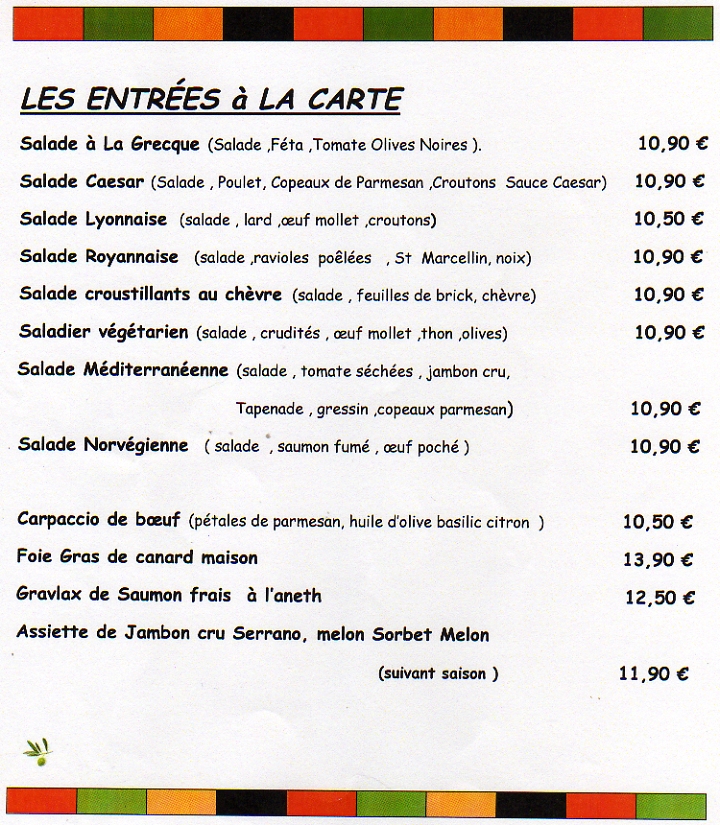 LES ENTRÉES à LA CARTE
Salade à La Grecque (Salade ,Féta ,Tomate Olives Noires ). 10,90 €
Salade Caesar (Salade , Poulet, Copeaux de Parmesan ,Croutons Sauce Caesar) 10,90 €
Salade Lyonnaise (salade , lard ,œuf mollet ,croutons) 10,50 €
Salade Royannaise (salade ,ravioles poêlées , St Marcellin, noix) 10,90 €
Salade croustillants au chèvre (salade , feuilles de brick, chèvre) 10,90 €
Saladier végétarien (salade , crudités , œuf mollet ,thon ,olives) 10,90 €
Salade Méditerranéenne (salade , tomate séchées , jambon cru,
Tapenade , gressin ,copeaux parmesan) 10,90 €
Salade Norvégienne ( salade , saumon fumé , œuf poché ) 10,90 €
Carpaccio de bœuf (pétales de parmesan, huile d'olive basilic citron ) 10,50 €
Foie Gras de canard maison 13,90 €
Gravlax de Saumon frais à l'aneth 12,50 €
Assiette de Jambon cru Serrano, melon Sorbet Melon
(suivant saison ) 11,90 €